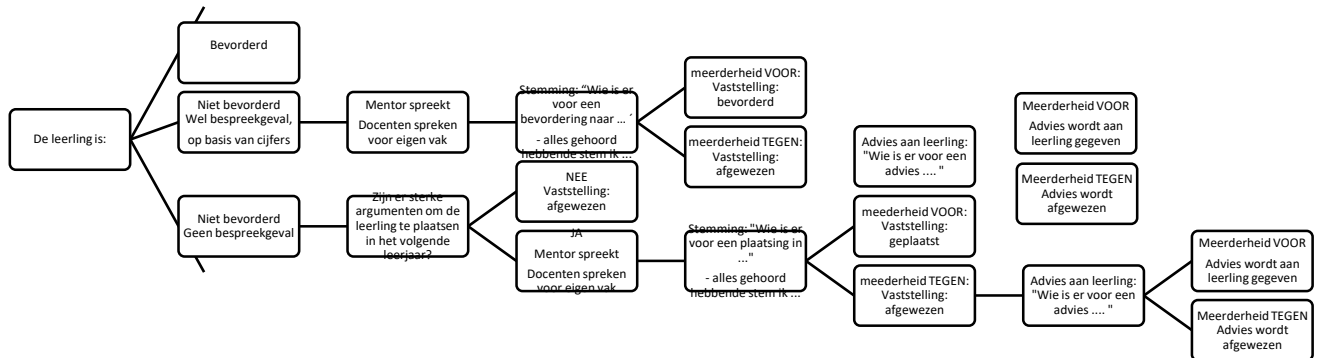 De leerling is:
Bevorderd
Niet bevorderd
Wel bespreekgeval,
op basis van cijfers
Mentor spreekt
Docenten spreken
voor eigen vak
Stemming: “Wie is er
voor een
bevordering naar … ´
- alles gehoord
hebbende stem ik ...
meerderheid VOOR:
Vaststelling:
bevorderd
meerderheid TEGEN:
Vaststelling:
afgewezen
Niet bevorderd
Geen bespreekgeval
Zijn er sterke
argumenten om de
leerling te plaatsen
in het volgende
leerjaar?
NEE
Vaststelling:
afgewezen
JA
Mentor spreekt
Docenten spreken
voor eigen vak
Stemming: "Wie is er
voor een plaatsing in
..."
- alles gehoord
hebbende stem ik ...
Advies aan leerling:
"Wie is er voor een
advies .... "
Meerderheid VOOR
Advies wordt aan
leerling gegeven
Meerderheid TEGEN
Advies wordt
afgewezen
meederheid VOOR:
Vaststelling:
geplaatst
meederheid TEGEN:
Vaststelling:
afgewezen
Advies aan leerling:
"Wie is er voor een
advies .... "
Meerderheid VOOR
Advies wordt aan
leerling gegeven
Meerderheid TEGEN
Advies wordt
afgewezen